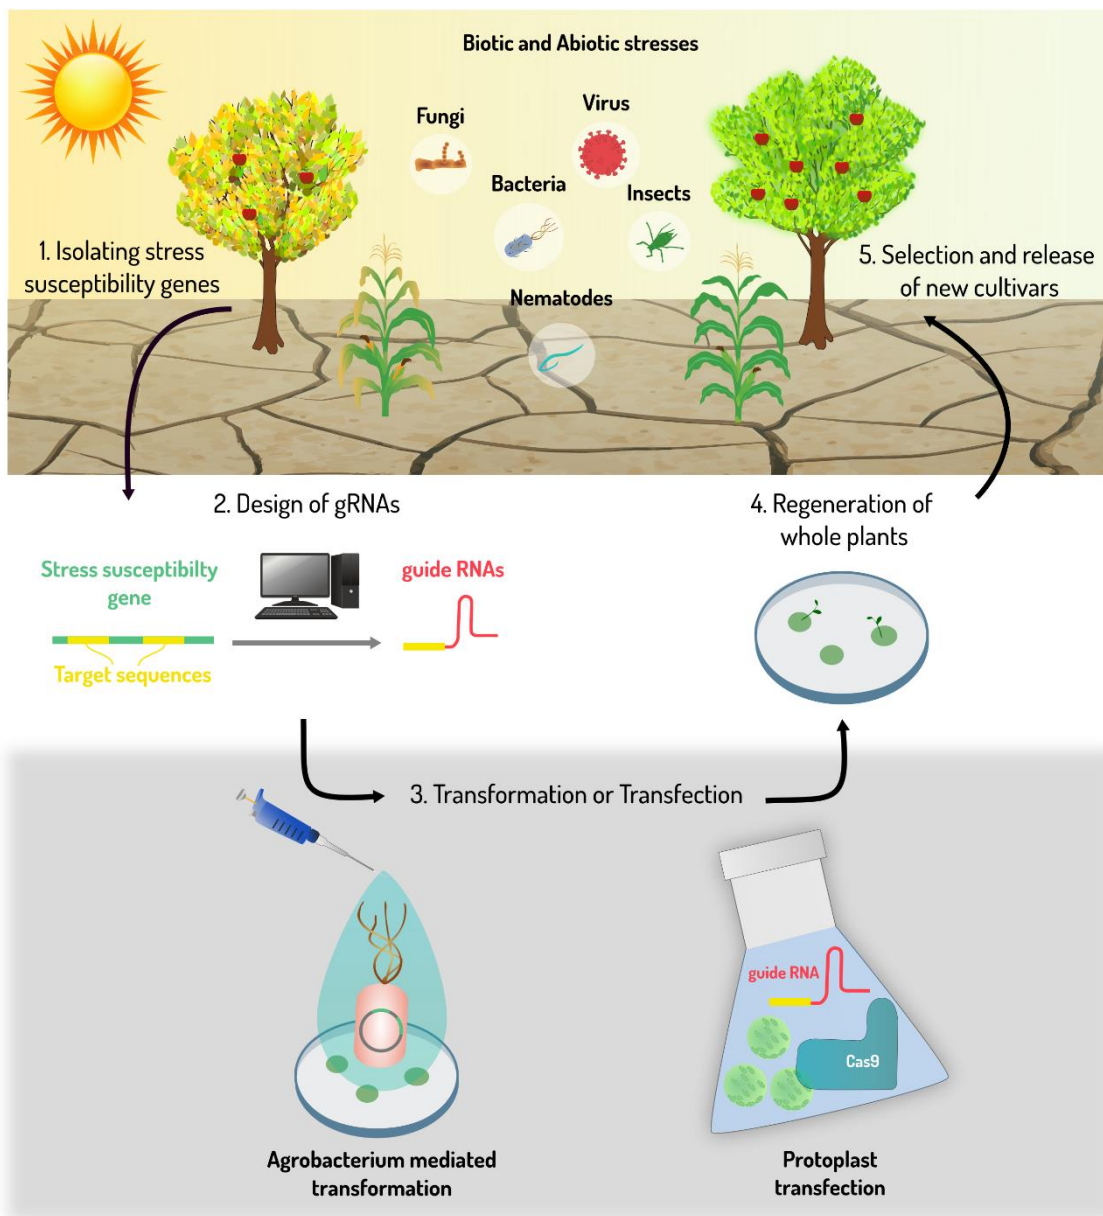 Biotic and Abiotic stresses
Fungi
Virus
Bacteria
Insects
Nematodes
1. Isolating stress
susceptibility genes
5. Selection and release
of new cultivars
2. Design of gRNAs
4. Regeneration of
whole plants
Stress susceptibilty
gene
guide RNAs
Target sequences
3. Transformation or Transfection
guide RNA
Cas9
Agrobacterium mediated
transformation
Protoplast
transfection